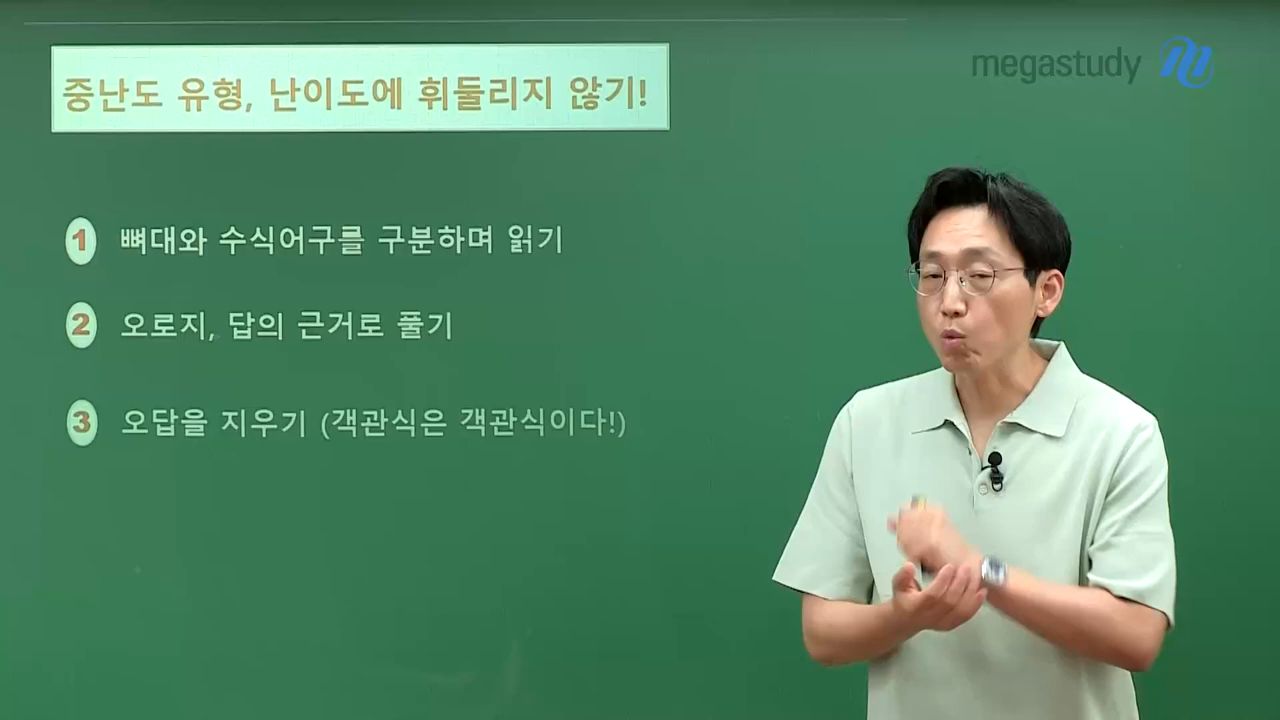 중난도 유형, 난이도에 휘둘리지 않기!
megastudy
1 뼈대와 수식어구를 구분하며 읽기
2 오로지, 답의 근거로 풀기
3 오답을 지우기 (객관식은 객관식이다!)